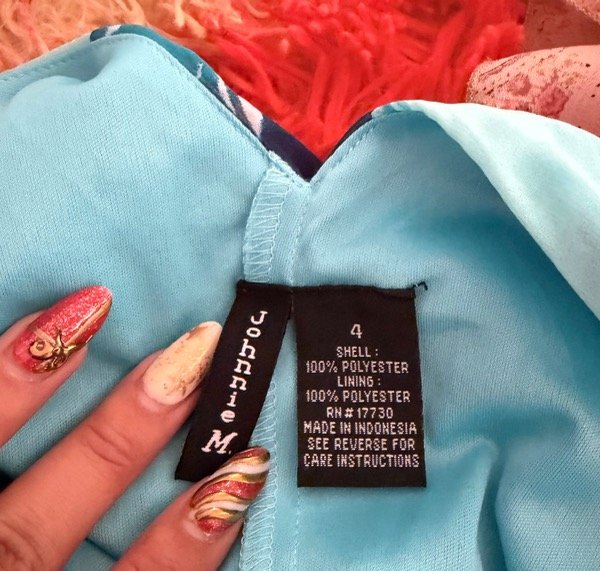 Johnnie M.
4
SHELL :
100% POLYESTER
LINING :
100% POLYESTER
RN# 17730
MADE IN INDONESIA
SEE REVERSE FOR
CARE INSTRUCTIONS